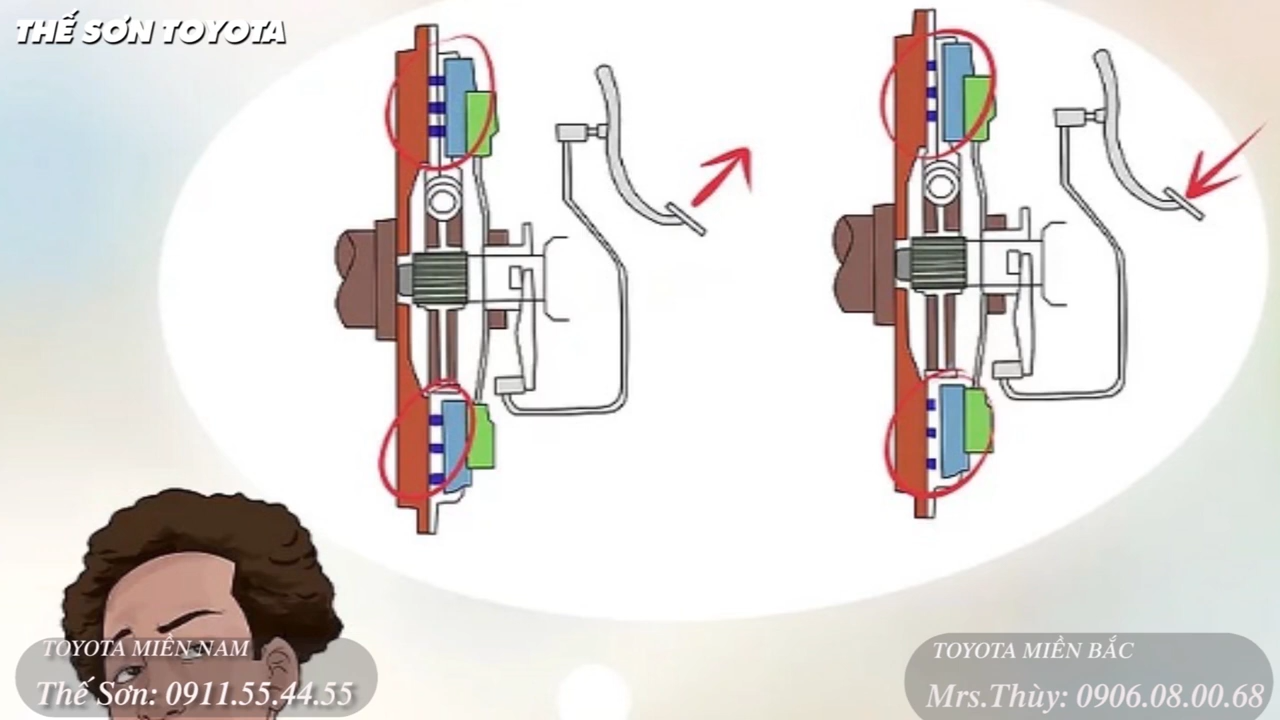 THẾ SƠN TOYOTA
TOYOTA MIỀN NAM
Thế Sơn: 0911.55.44.55
TOYOTA MIỀN BẮC
Mrs.Thùy: 0906.08.00.68